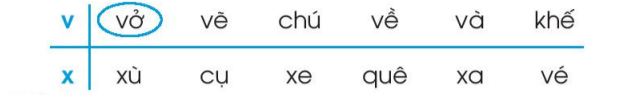 v vở vẽ chú về và khế
x xù cụ xe quê xa vé